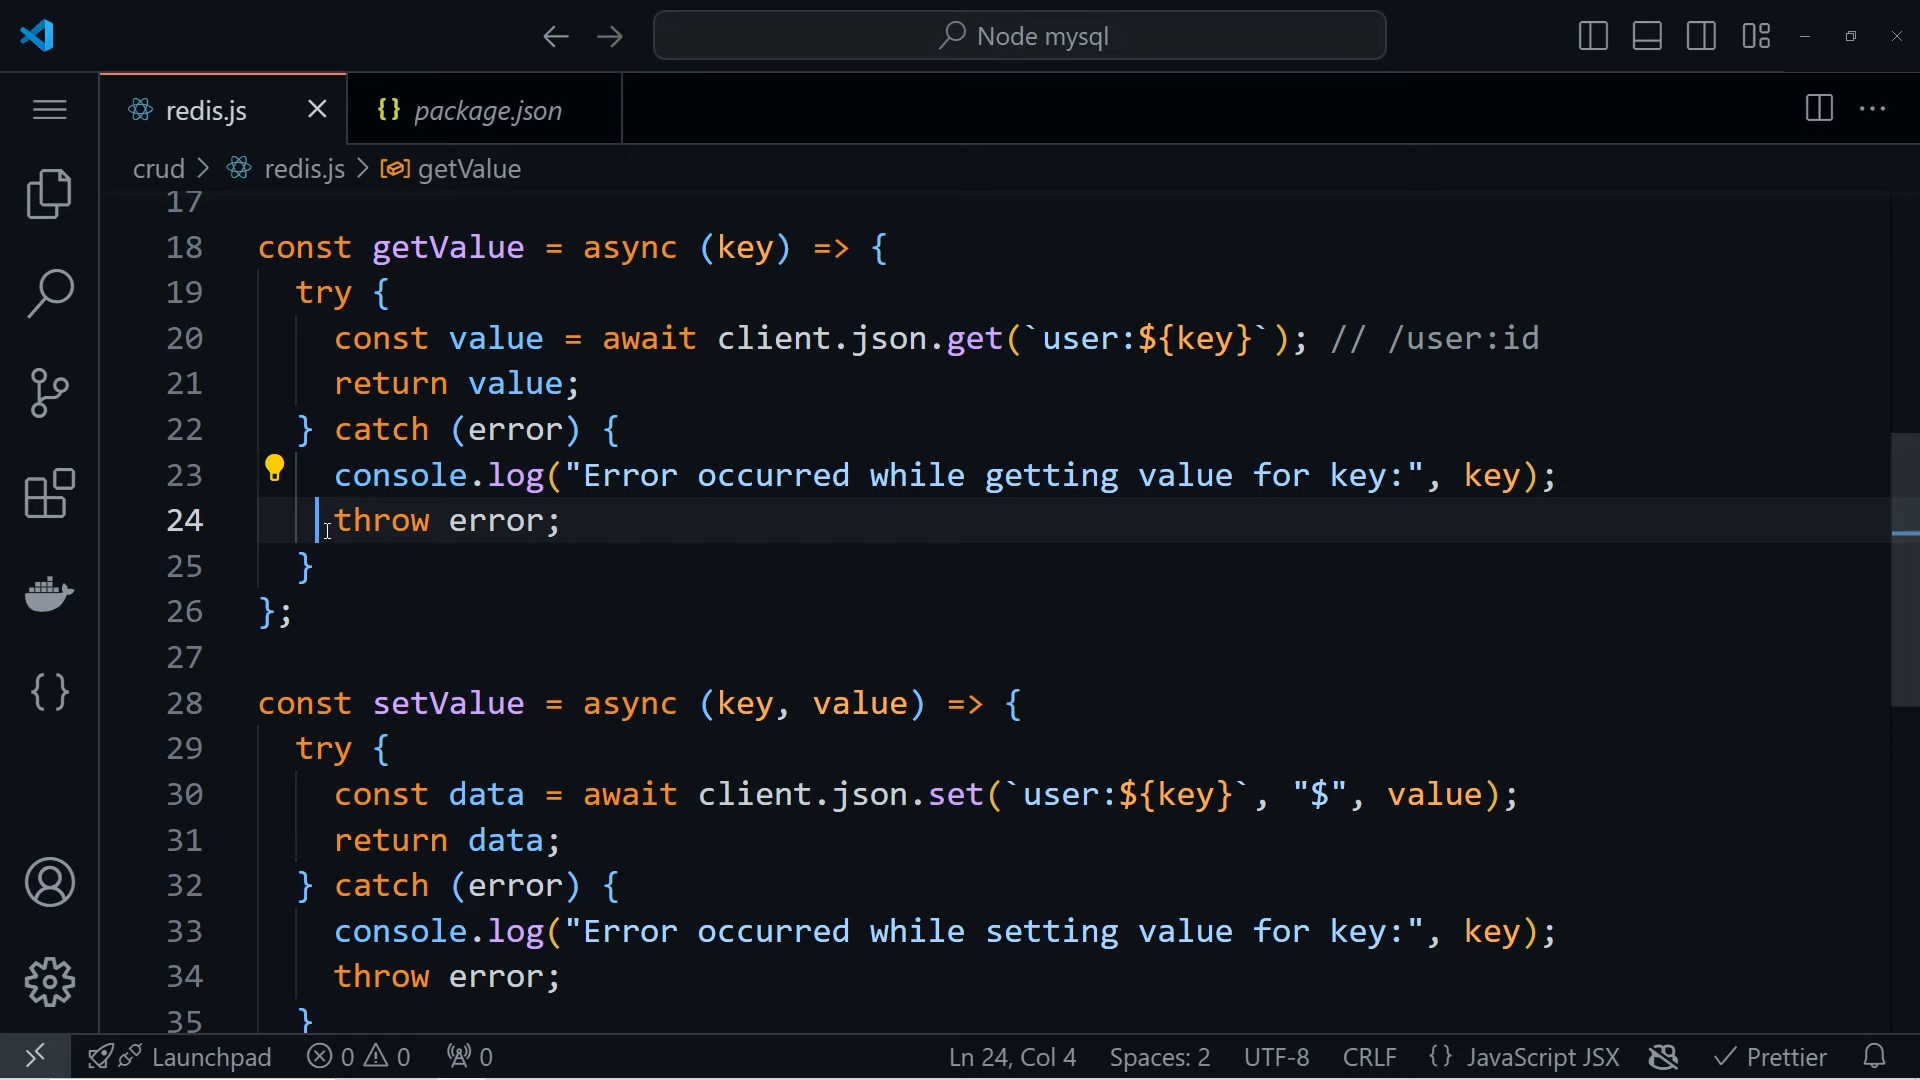 Node mysql
redis.js
{} package.json
crud > redis.js > getValue
17
18 const getValue = async (key) => {
19 try {
20 const value = await client.json.get(`user:${key}`); // /user:id
21 return value;
22 } catch (error) {
23 console.log("Error occurred while getting value for key:", key);
24 throw error;
25 }
26 };
27
28 const setValue = async (key, value) => {
29 try {
30 const data = await client.json.set(`user:${key}`, "$", value);
31 return data;
32 } catch (error) {
33 console.log("Error occurred while setting value for key:", key);
34 throw error;
35 }
Launchpad 0 0 0 Ln 24, Col 4 Spaces: 2 UTF-8 CRLF {} JavaScript JSX Prettier